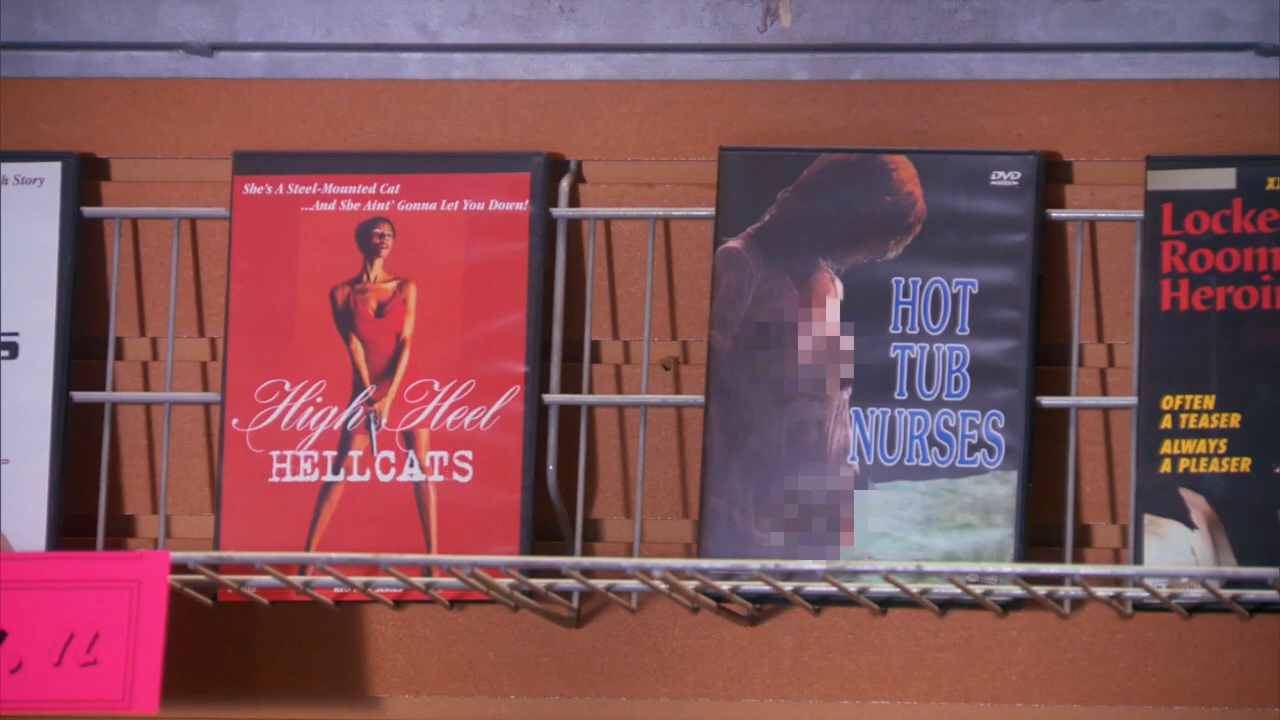 h Story
She's A Steel-Mounted Cat
...And She Aint' Gonna Let You Down!
High Heel
HELLCATS
DVD
HOT
TUB
NURSES
Locke
Room
Heroi
OFTEN
A TEASER
ALWAYS
A PLEASER